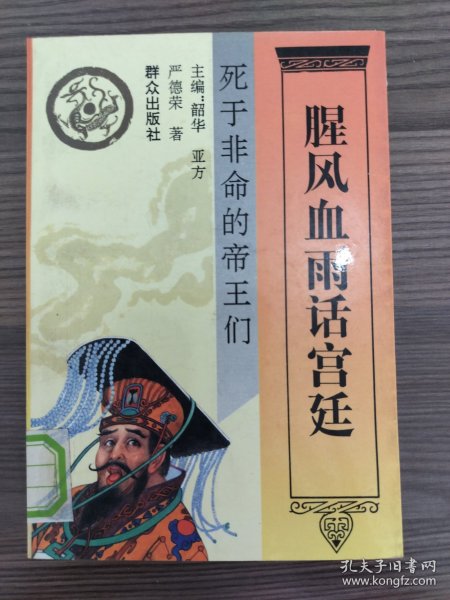 腥风血雨话宫廷
死于非命的帝王们
主编:韶华 亚方
严德荣 著
群众出版社
孔夫子旧书网
www.kongfz.com